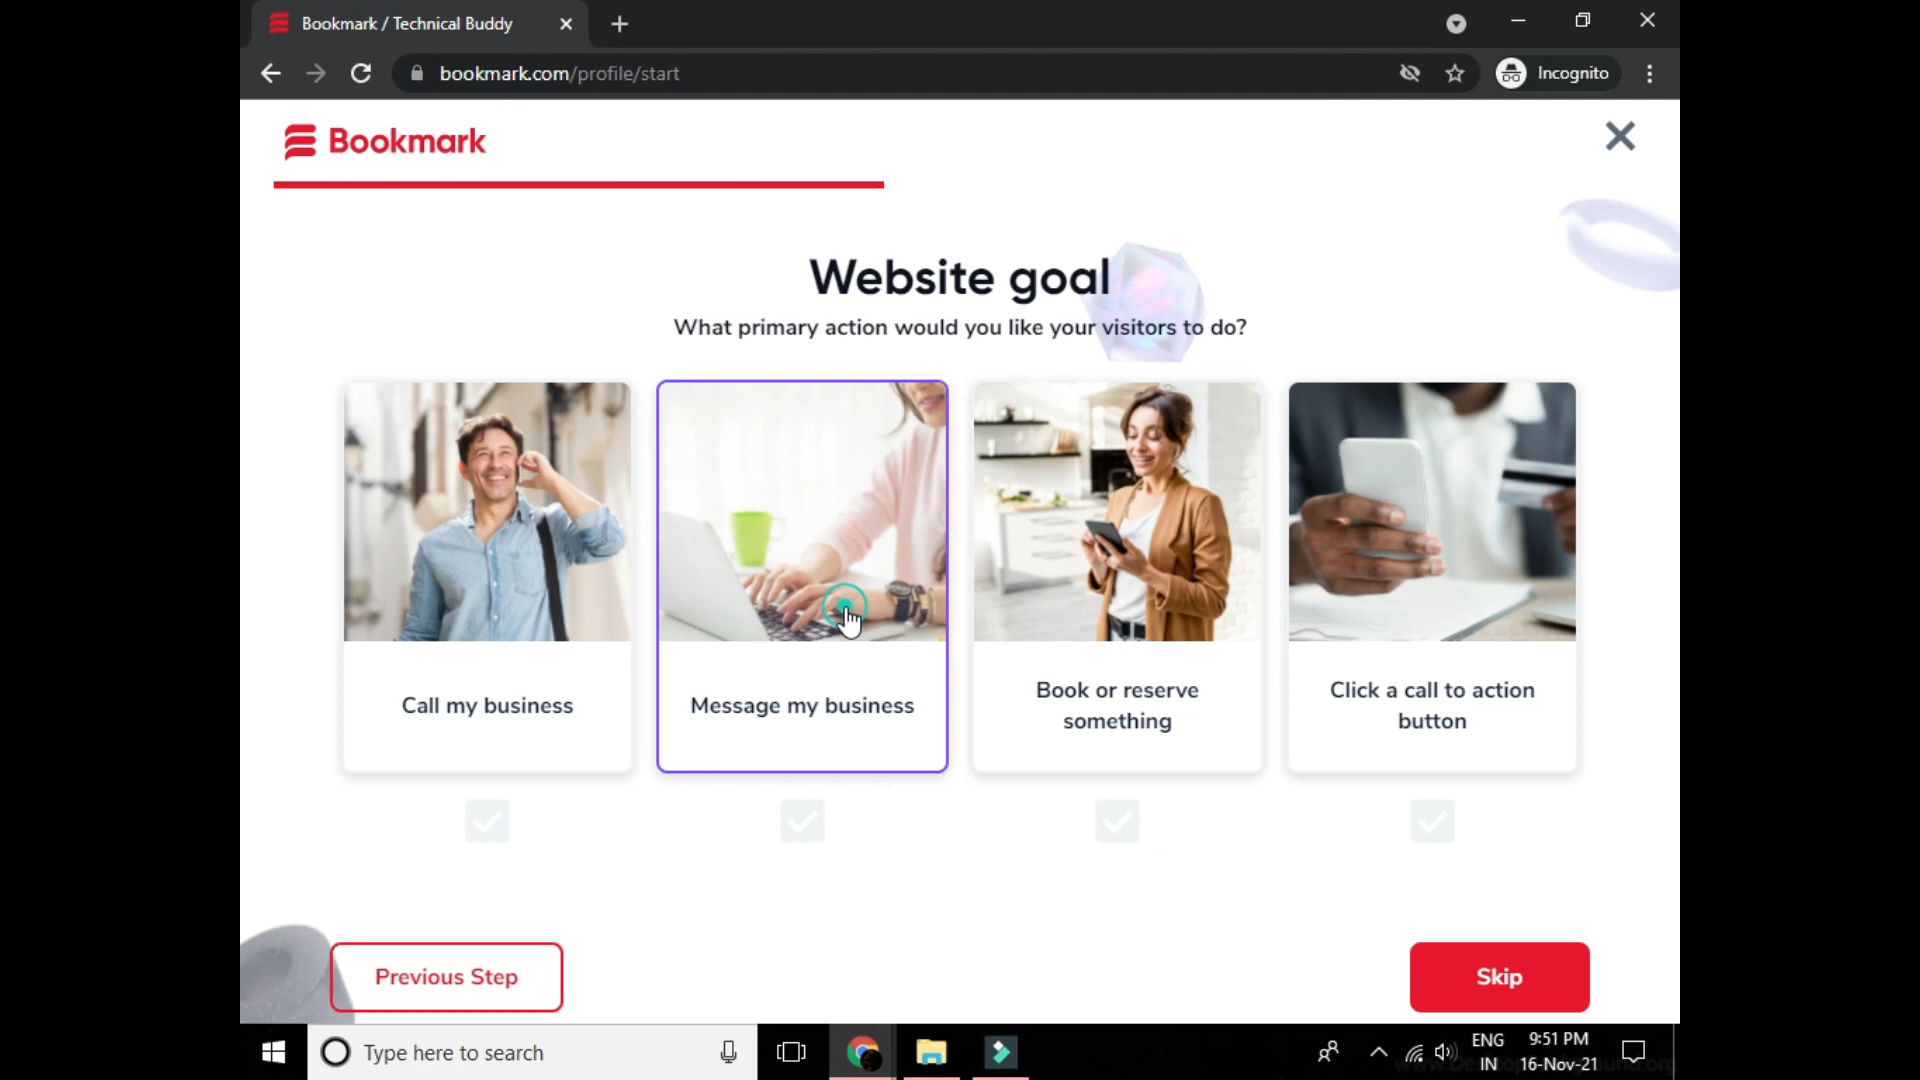 Bookmark / Technical Buddy
bookmark.com/profile/start
Incognito
Bookmark
Website goal
What primary action would you like your visitors to do?
Call my business
Message my business
Book or reserve
something
Click a call to action
button
Previous Step
Skip
Type here to search
ENG
IN
9:51 PM
16-Nov-21